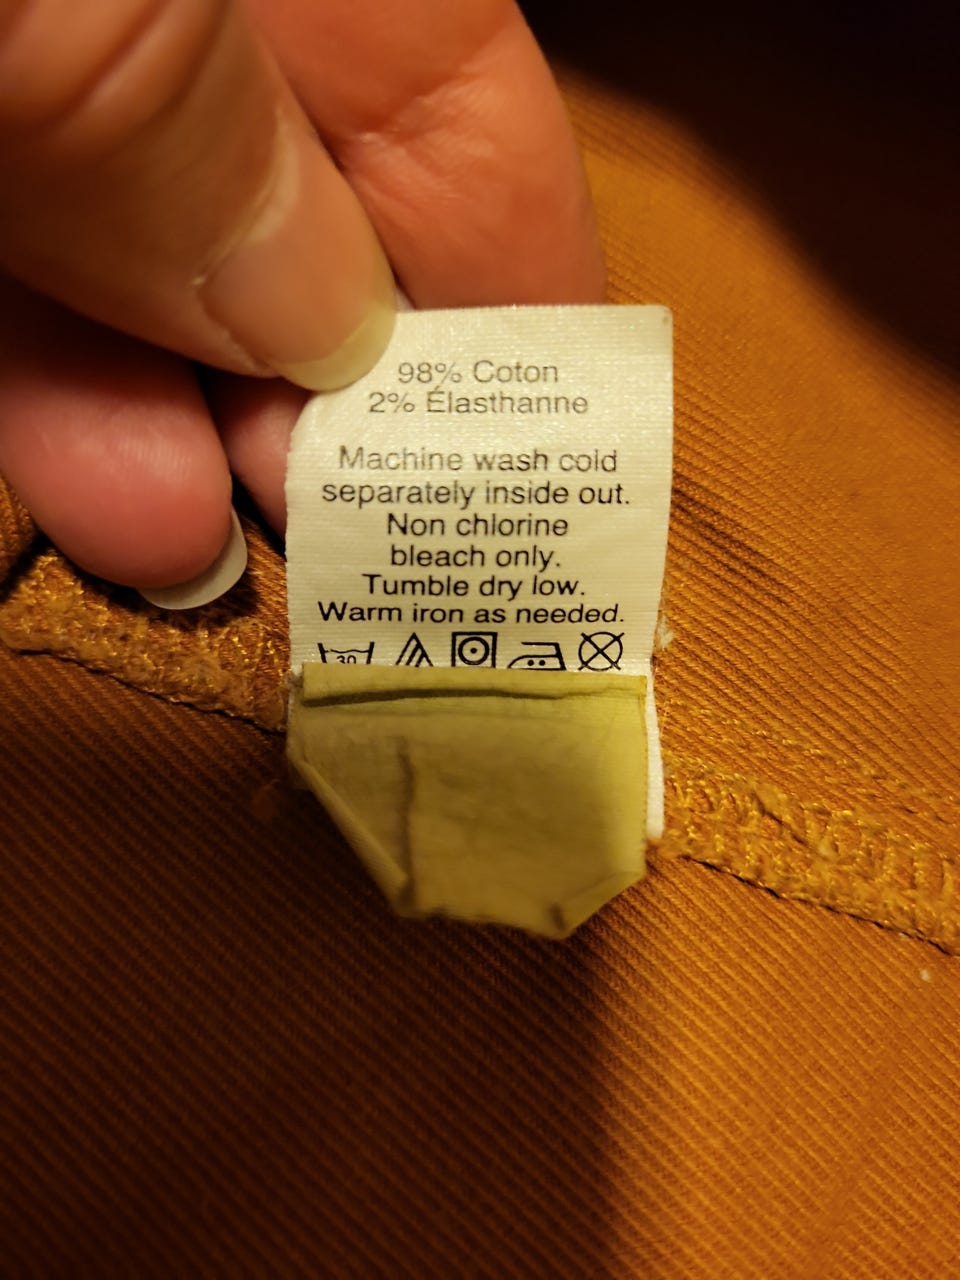 98% Coton
2% Élasthanne
Machine wash cold
separately inside out.
Non chlorine
bleach only.
Tumble dry low.
Warm iron as needed.
30